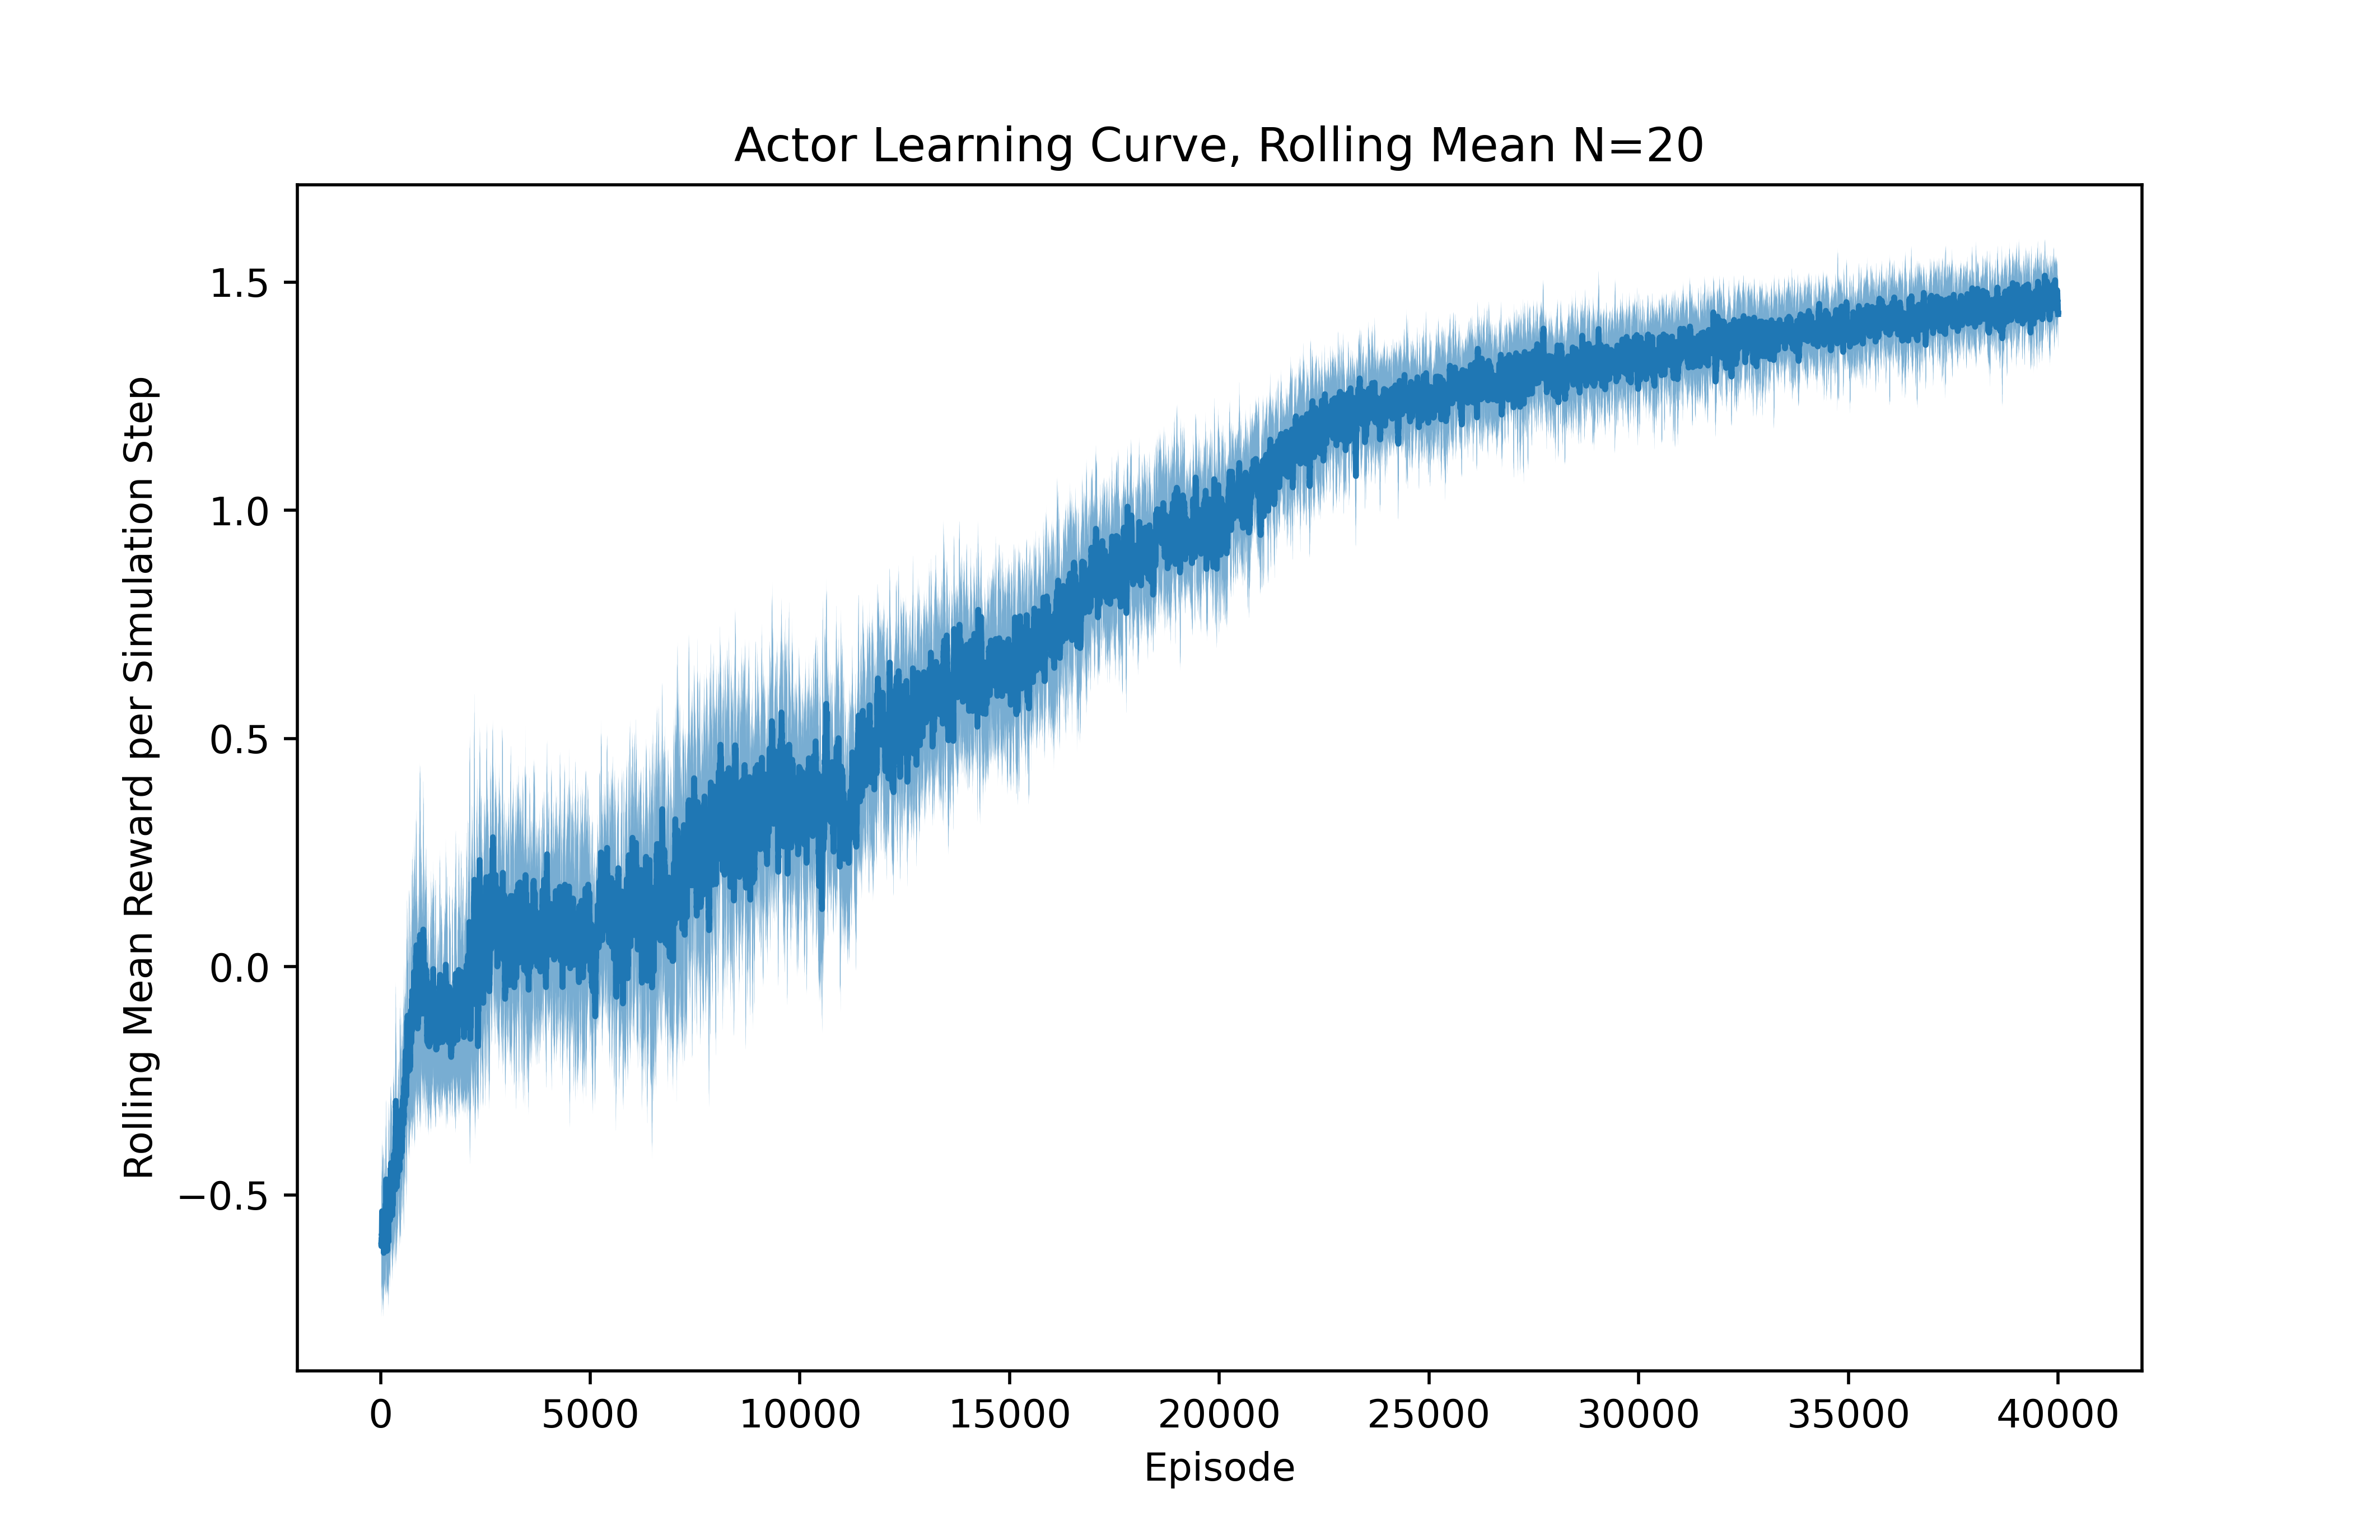 Actor Learning Curve, Rolling Mean N=20
Rolling Mean Reward per Simulation Step
1.5
1.0
0.5
0.0
−0.5
0 5000 10000 15000 20000 25000 30000 35000 40000
Episode